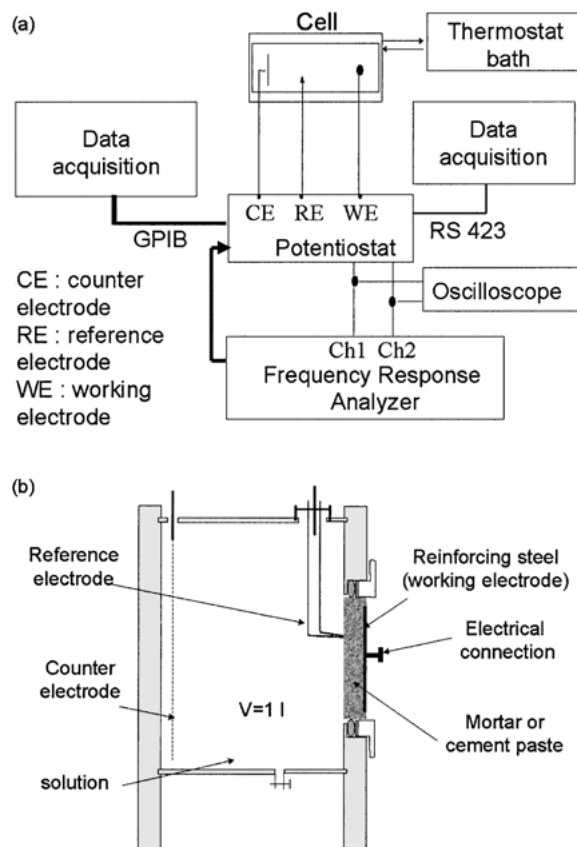 (a)
Cell
Thermostat
bath
Data
acquisition
Data
acquisition
CE RE WE
Potentiostat
GPIB
RS 423
CE : counter
electrode
RE : reference
electrode
WE : working
electrode
Oscilloscope
Ch1 Ch2
Frequency Response
Analyzer
(b)
Reference
electrode
Reinforcing steel
(working electrode)
Electrical
connection
Counter
electrode
V=1 l
Mortar or
cement paste
solution